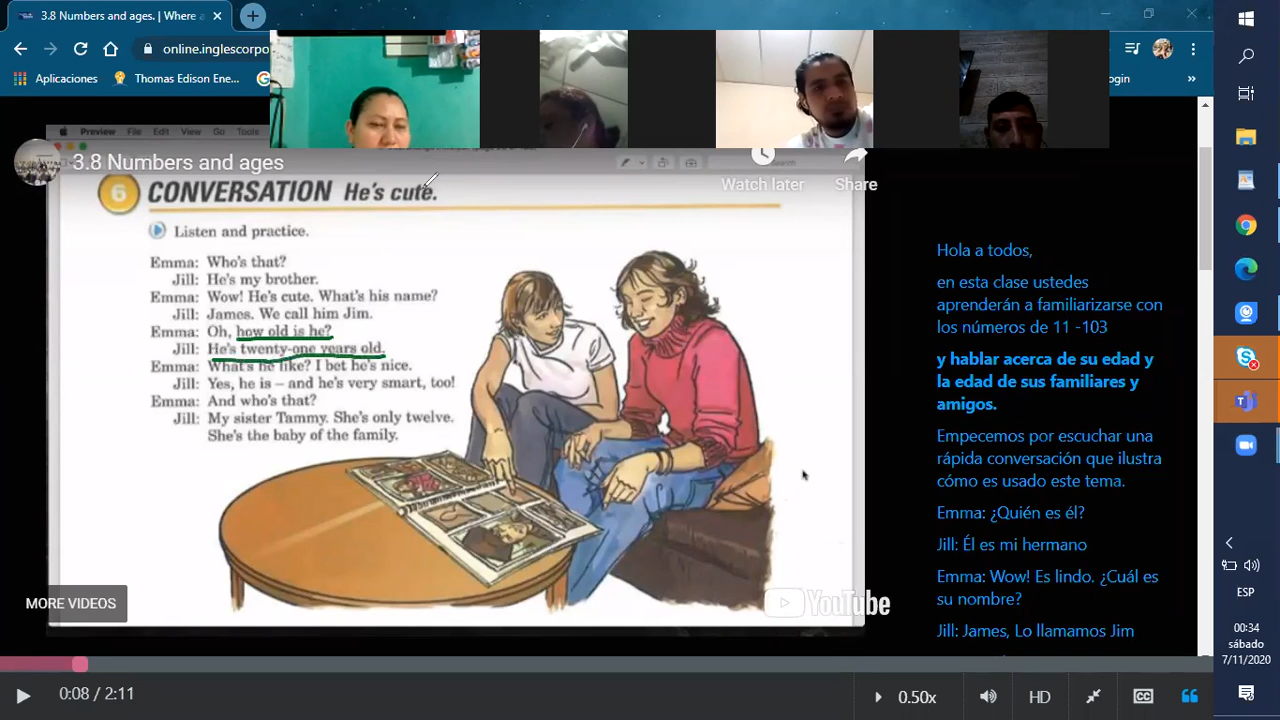 3.8 Numbers and ages. | Where a
online.inglescorpo
Aplicaciones
Thomas Edison Ene...
login
»
Preview File Edit View Go Tools
3.8 Numbers and ages
Watch later
Share
6 CONVERSATION He's cute.
Listen and practice.
Emma: Who's that?
Jill: He's my brother.
Emma: Wow! He's cute. What's his name?
Jill: James. We call him Jim.
Emma: Oh, how old is he?
Jill: He's twenty-one years old.
Emma: What's he like? I bet he's nice.
Jill: Yes, he is – and he's very smart, too!
Emma: And who's that?
Jill: My sister Tammy. She's only twelve.
She's the baby of the family.
MORE VIDEOS
YouTube
Hola a todos,
en esta clase ustedes
aprenderán a familiarizarse con
los números de 11 -103
y hablar acerca de su edad y
la edad de sus familiares y
amigos.
Empecemos por escuchar una
rápida conversación que ilustra
cómo es usado este tema.
Emma: ¿Quién es él?
Jill: Él es mi hermano
Emma: Wow! Es lindo. ¿Cuál es
su nombre?
Jill: James, Lo llamamos Jim
0:08 / 2:11
0.50x
HD
CC
ESP
00:34
sábado
7/11/2020